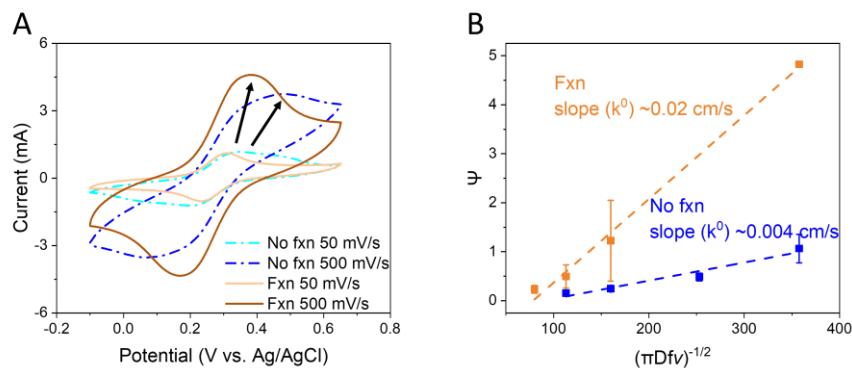 A
Current (mA)
6
3
0
-3
-6
0.0
0.2
0.4
0.6
0.8
Potential (V vs. Ag/AgCl)
No fxn 50 mV/s
No fxn 500 mV/s
Fxn 50 mV/s
Fxn 500 mV/s
B
Ψ
5
4
3
2
1
0
100
200
300
400
(πDfv)⁻¹/²
Fxn
slope (k⁰) ~0.02 cm/s
No fxn
slope (k⁰) ~0.004 cm/s